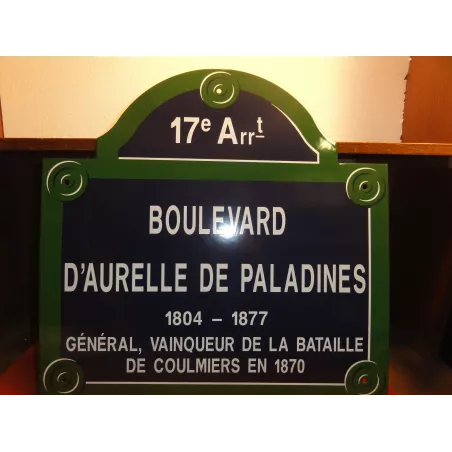 17e Arrt
BOULEVARD
D'AURELLE DE PALADINES
1804 - 1877
GÉNÉRAL, VAINQUEUR DE LA BATAILLE
DE COULMIERS EN 1870